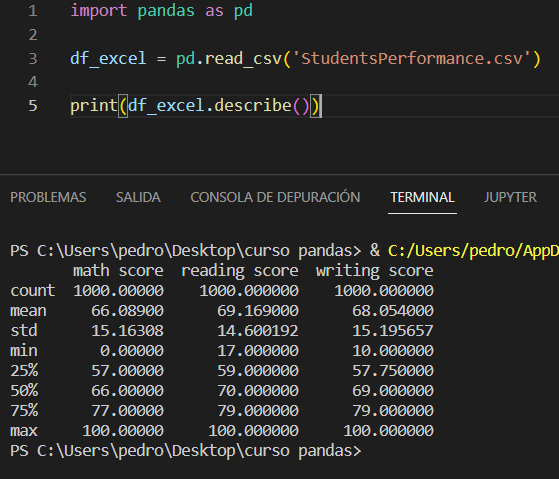 1 import pandas as pd
2
3 df_excel = pd.read_csv('StudentsPerformance.csv')
4
5 print(df_excel.describe())
PROBLEMAS SALIDA CONSOLA DE DEPURACIÓN TERMINAL JUPYTER
PS C:\Users\pedro\Desktop\curso pandas> & C:/Users/pedro/AppD
math score reading score writing score
count 1000.00000 1000.000000 1000.000000
mean 66.08900 69.169000 68.054000
std 15.16308 14.600192 15.195657
min 0.00000 17.000000 10.000000
25% 57.00000 59.000000 57.750000
50% 66.00000 70.000000 69.000000
75% 77.00000 79.000000 79.000000
max 100.00000 100.000000 100.000000
PS C:\Users\pedro\Desktop\curso pandas>